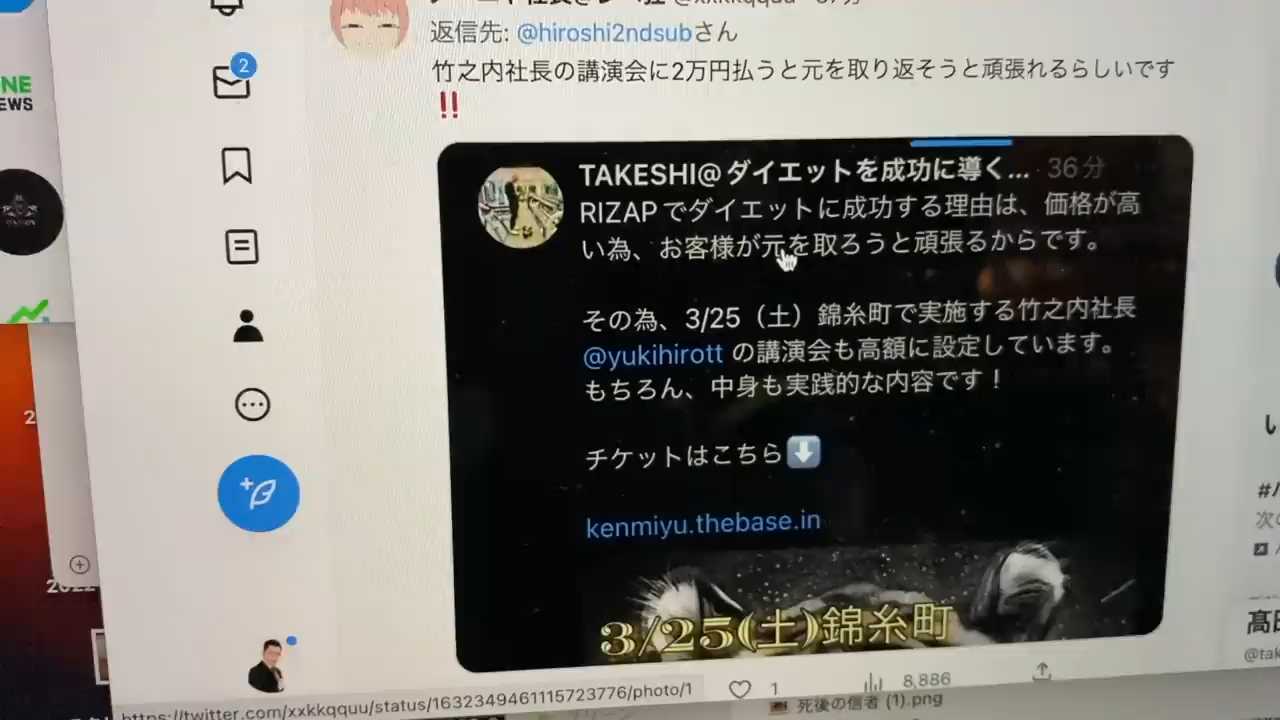 返信先: @hiroshi2ndsubさん
竹之内社長の講演会に2万円払うと元を取り返そうと頑張れるらしいです
‼️
TAKESHI@ダイエットを成功に導く... · 36分
RIZAPでダイエットに成功する理由は、価格が高
い為、お客様が元を取ろうと頑張るからです。
その為、3/25（土）錦糸町で実施する竹之内社長
@yukihirott の講演会も高額に設定しています。
もちろん、中身も実践的な内容です！
チケットはこちら⬇️
kenmiyu.thebase.in
3/25(土)錦糸町
1
8,886
https://twitter.com/xxkkqquu/status/1632349461115723776/photo/1
死後の信者 (1).png
2
NE
EWS
2